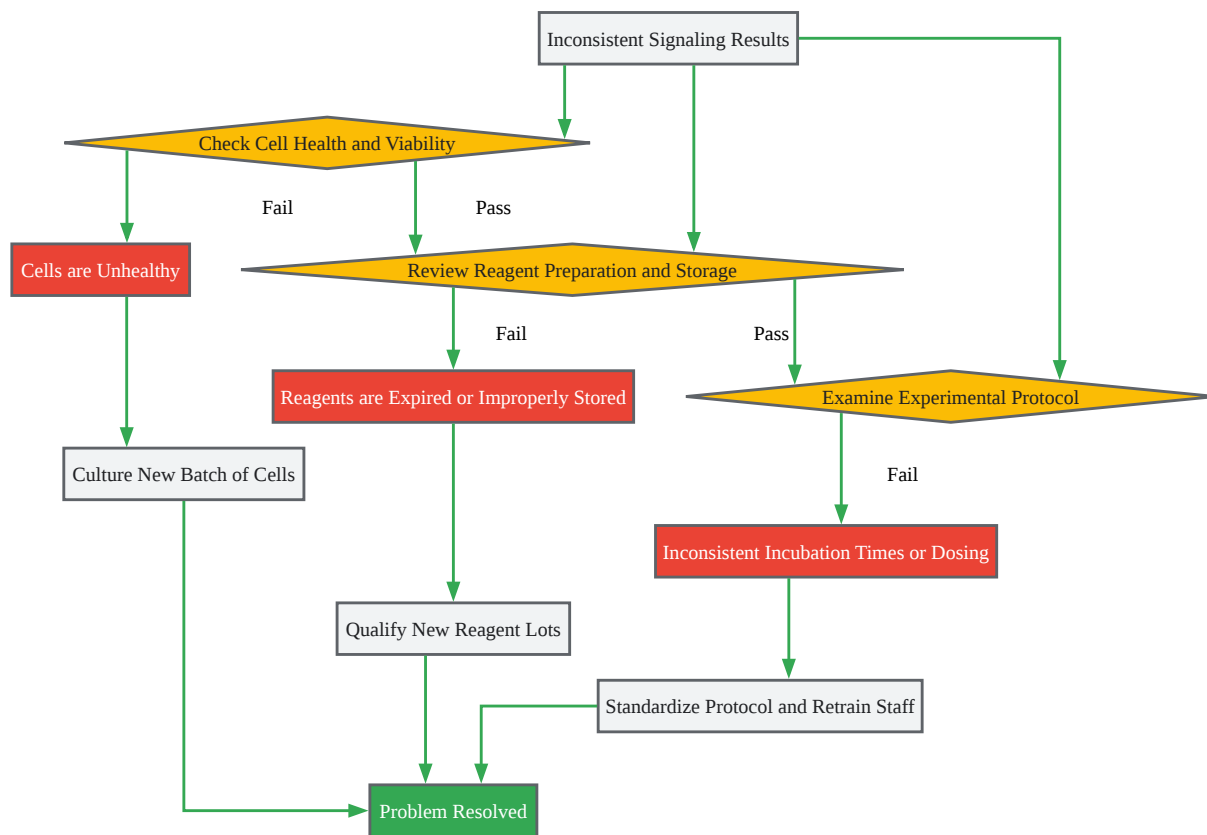 Inconsistent Signaling Results
Check Cell Health and Viability
Fail
Pass
Cells are Unhealthy
Review Reagent Preparation and Storage
Fail
Pass
Reagents are Expired or Improperly Stored
Examine Experimental Protocol
Culture New Batch of Cells
Fail
Inconsistent Incubation Times or Dosing
Qualify New Reagent Lots
Standardize Protocol and Retrain Staff
Problem Resolved